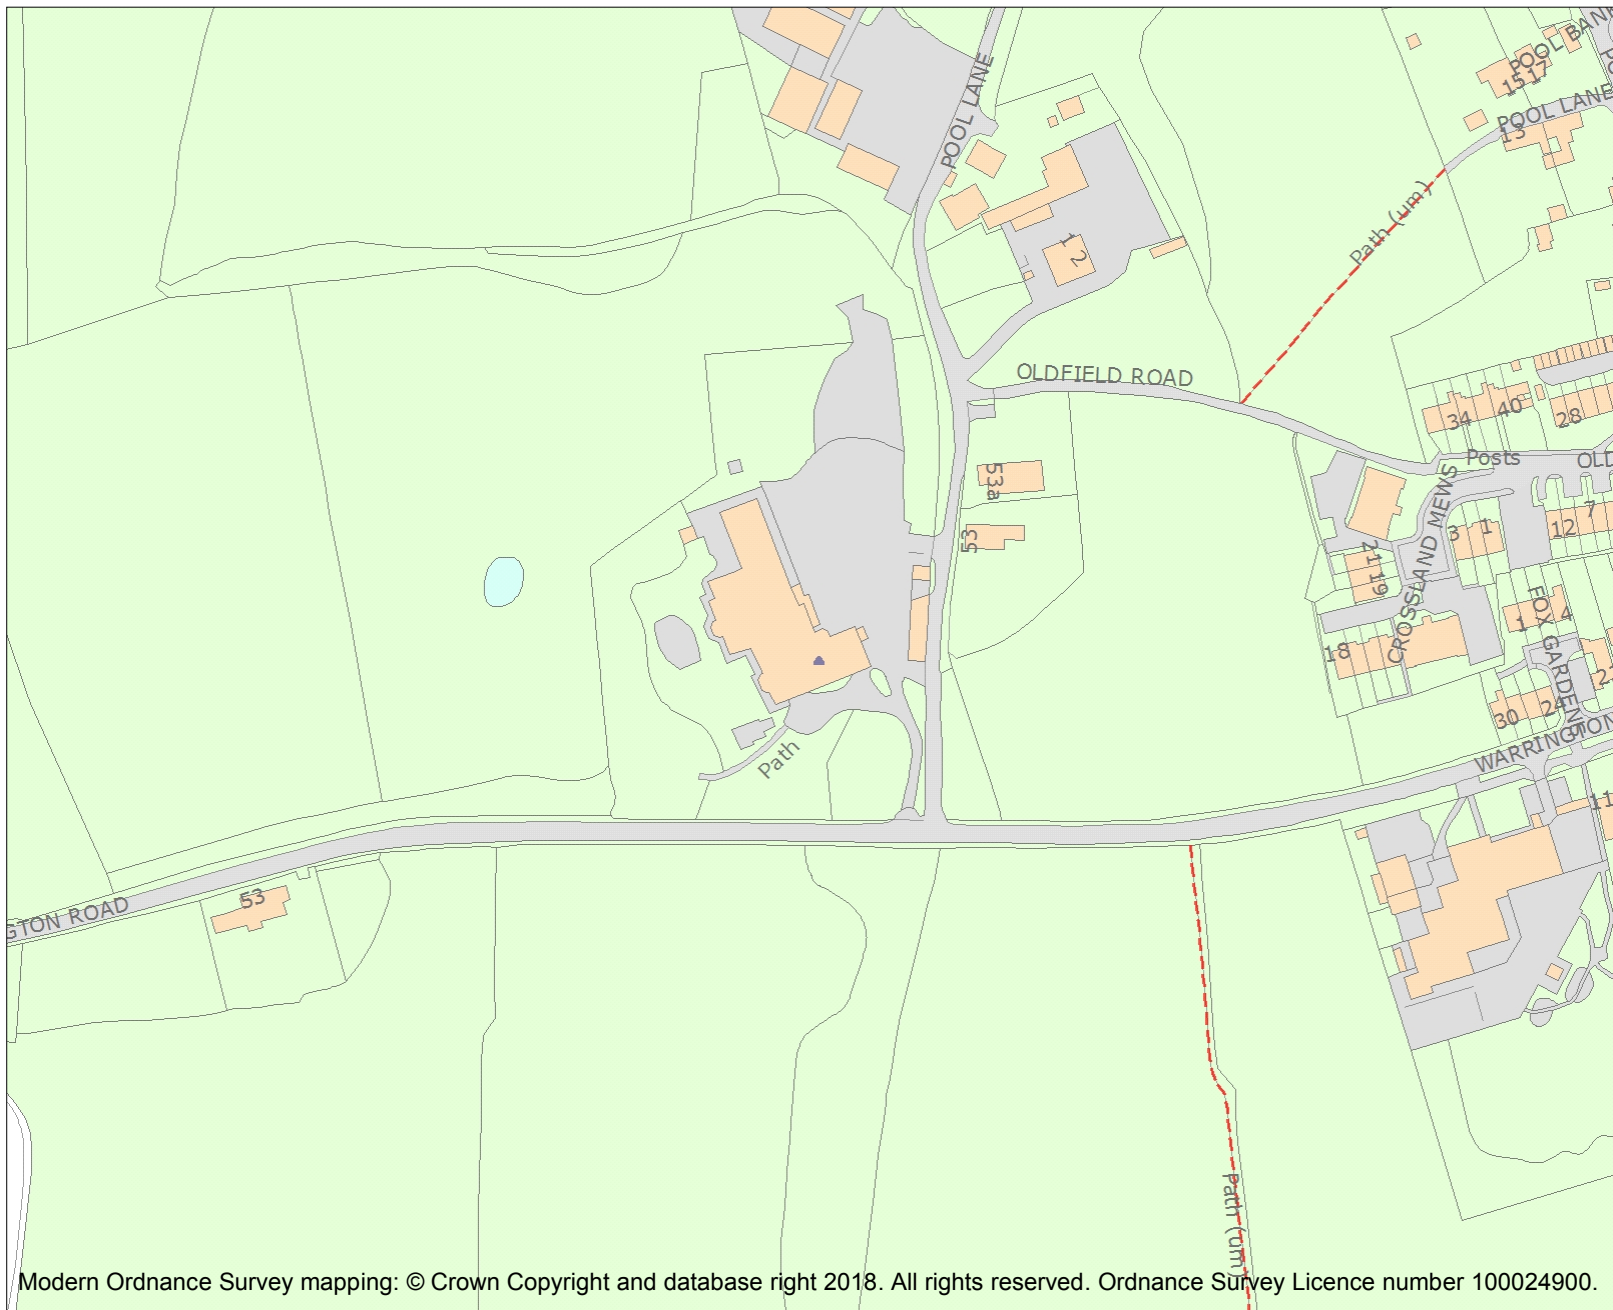 POOL BANK
1517
POOL LANE
13
POOL LANE
Path (um)
1 2
OLDFIELD ROAD
34
40
28
Posts
OLD
53a
53
CROSSLAND MEWS
3
1
12
7
21
19
18
FOX GARDENS
1
4
30
24
2
WARRINGTON
Path
11
53
GTON ROAD
Path (um)
Modern Ordnance Survey mapping: © Crown Copyright and database right 2018. All rights reserved. Ordnance Survey Licence number 100024900.